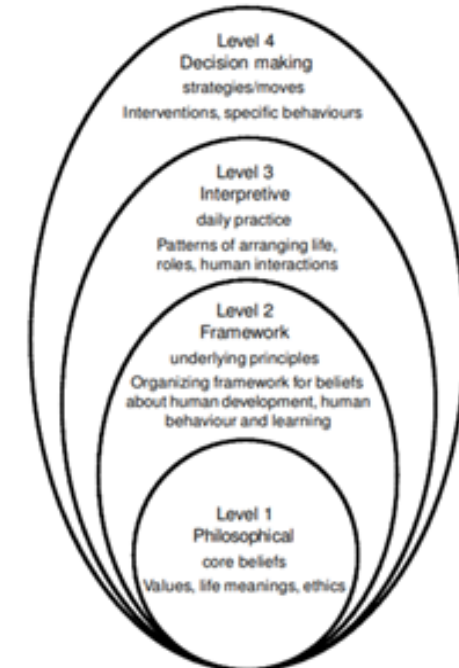 Level 4
Decision making
strategies/moves
Interventions, specific behaviours
Level 3
Interpretive
daily practice
Patterns of arranging life,
roles, human interactions
Level 2
Framework
underlying principles
Organizing framework for beliefs
about human development, human
behaviour and learning
Level 1
Philosophical
core beliefs
Values, life meanings, ethics